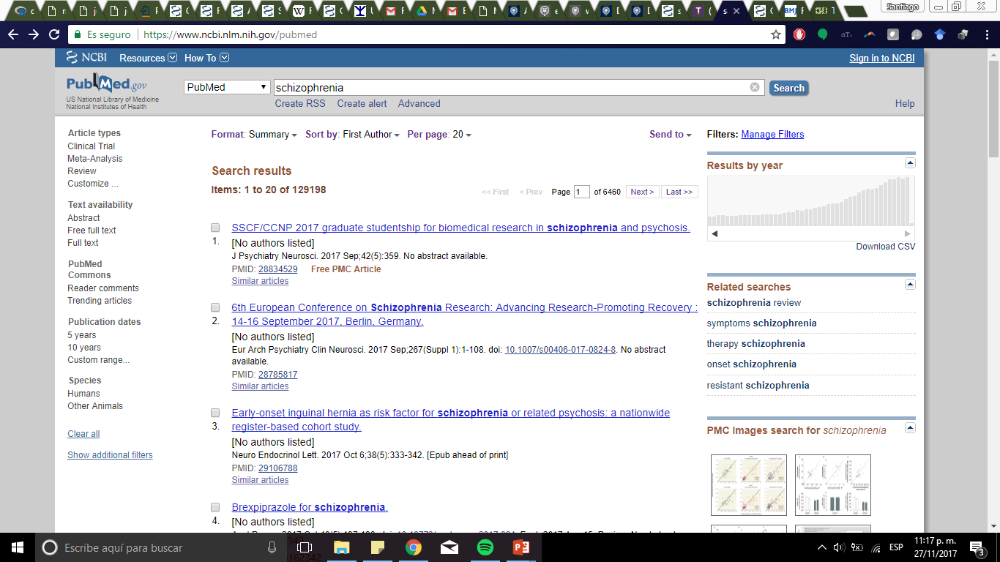 Santiago
Es seguro
https://www.ncbi.nlm.nih.gov/pubmed
NCBI Resources How To Sign in to NCBI
PubMed.gov
US National Library of Medicine
National Institutes of Health
PubMed
schizophrenia
Search
Create RSS Create alert Advanced
Help
Article types
Clinical Trial
Meta-Analysis
Review
Customize ...
Text availability
Abstract
Free full text
Full text
PubMed
Commons
Reader comments
Trending articles
Publication dates
5 years
10 years
Custom range...
Species
Humans
Other Animals
Clear all
Show additional filters
Format: Summary Sort by: First Author Per page: 20 Send to
Search results
Items: 1 to 20 of 129198
<< First < Prev Page 1 of 6460 Next > Last >>
SSCF/CCNP 2017 graduate studentship for biomedical research in schizophrenia and psychosis.
1. [No authors listed]
J Psychiatry Neurosci. 2017 Sep;42(5):359. No abstract available.
PMID: 28834529 Free PMC Article
Similar articles
6th European Conference on Schizophrenia Research: Advancing Research-Promoting Recovery :
2. 14-16 September 2017, Berlin, Germany.
[No authors listed]
Eur Arch Psychiatry Clin Neurosci. 2017 Sep;267(Suppl 1):1-108. doi: 10.1007/s00406-017-0824-8. No abstract
available.
PMID: 28785817
Similar articles
Early-onset inguinal hernia as risk factor for schizophrenia or related psychosis: a nationwide
3. register-based cohort study.
[No authors listed]
Neuro Endocrinol Lett. 2017 Oct 6;38(5):333-342. [Epub ahead of print]
PMID: 29106788
Similar articles
Brexpiprazole for schizophrenia.
4. [No authors listed]
Filters: Manage Filters
Results by year
Download CSV
Related searches
schizophrenia review
symptoms schizophrenia
therapy schizophrenia
onset schizophrenia
resistant schizophrenia
PMC Images search for schizophrenia
Escribe aquí para buscar
ESP
11:17 p. m.
27/11/2017
3